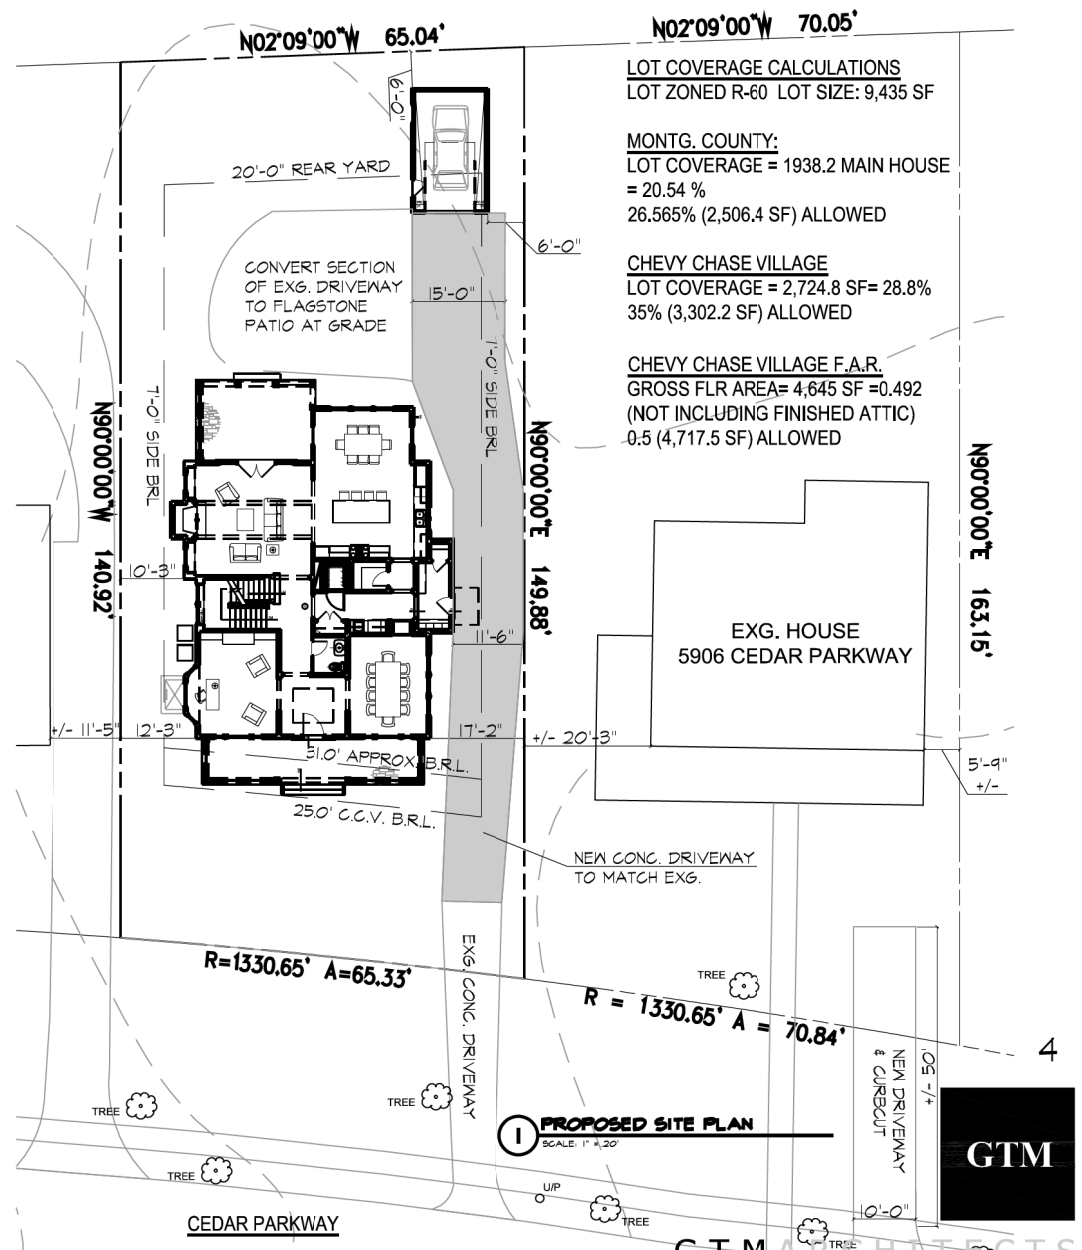 N02°09'00"W 65.04'
N02°09'00"W 70.05'
LOT COVERAGE CALCULATIONS
LOT ZONED R-60 LOT SIZE: 9,435 SF
MONTG. COUNTY:
LOT COVERAGE = 1938.2 MAIN HOUSE
= 20.54 %
26.565% (2,506.4 SF) ALLOWED
CHEVY CHASE VILLAGE
LOT COVERAGE = 2,724.8 SF= 28.8%
35% (3,302.2 SF) ALLOWED
CHEVY CHASE VILLAGE F.A.R.
GROSS FLR AREA= 4,645 SF =0.492
(NOT INCLUDING FINISHED ATTIC)
0.5 (4,717.5 SF) ALLOWED
6'-0"
20'-0" REAR YARD
6'-0"
CONVERT SECTION
OF EXG. DRIVEWAY
TO FLAGSTONE
PATIO AT GRADE
15'-0"
7'-0" SIDE BRL
7'-0" SIDE BRL
N90°00'00"W 140.92'
N90°00'00"E 149.88'
N90°00'00"E 163.15'
10'-3"
11'-6"
EXG. HOUSE
5906 CEDAR PARKWAY
+/- 11'-5"
12'-3"
17'-2"
+/- 20'-3"
5'-9"
+/-
31.0' APPROX. B.R.L.
25.0' C.C.V. B.R.L.
NEW CONC. DRIVEWAY
TO MATCH EXG.
EXG. CONC. DRIVEWAY
R=1330.65' A=65.33'
R = 1330.65' A = 70.84'
TREE
4
NEW DRIVEWAY
& CURBCUT
+/- 50'
TREE
TREE
1
PROPOSED SITE PLAN
SCALE: 1" = 20'
GTM
TREE
U/P
TREE
10'-0"
CEDAR PARKWAY
TREE
GTMARCHITECTS